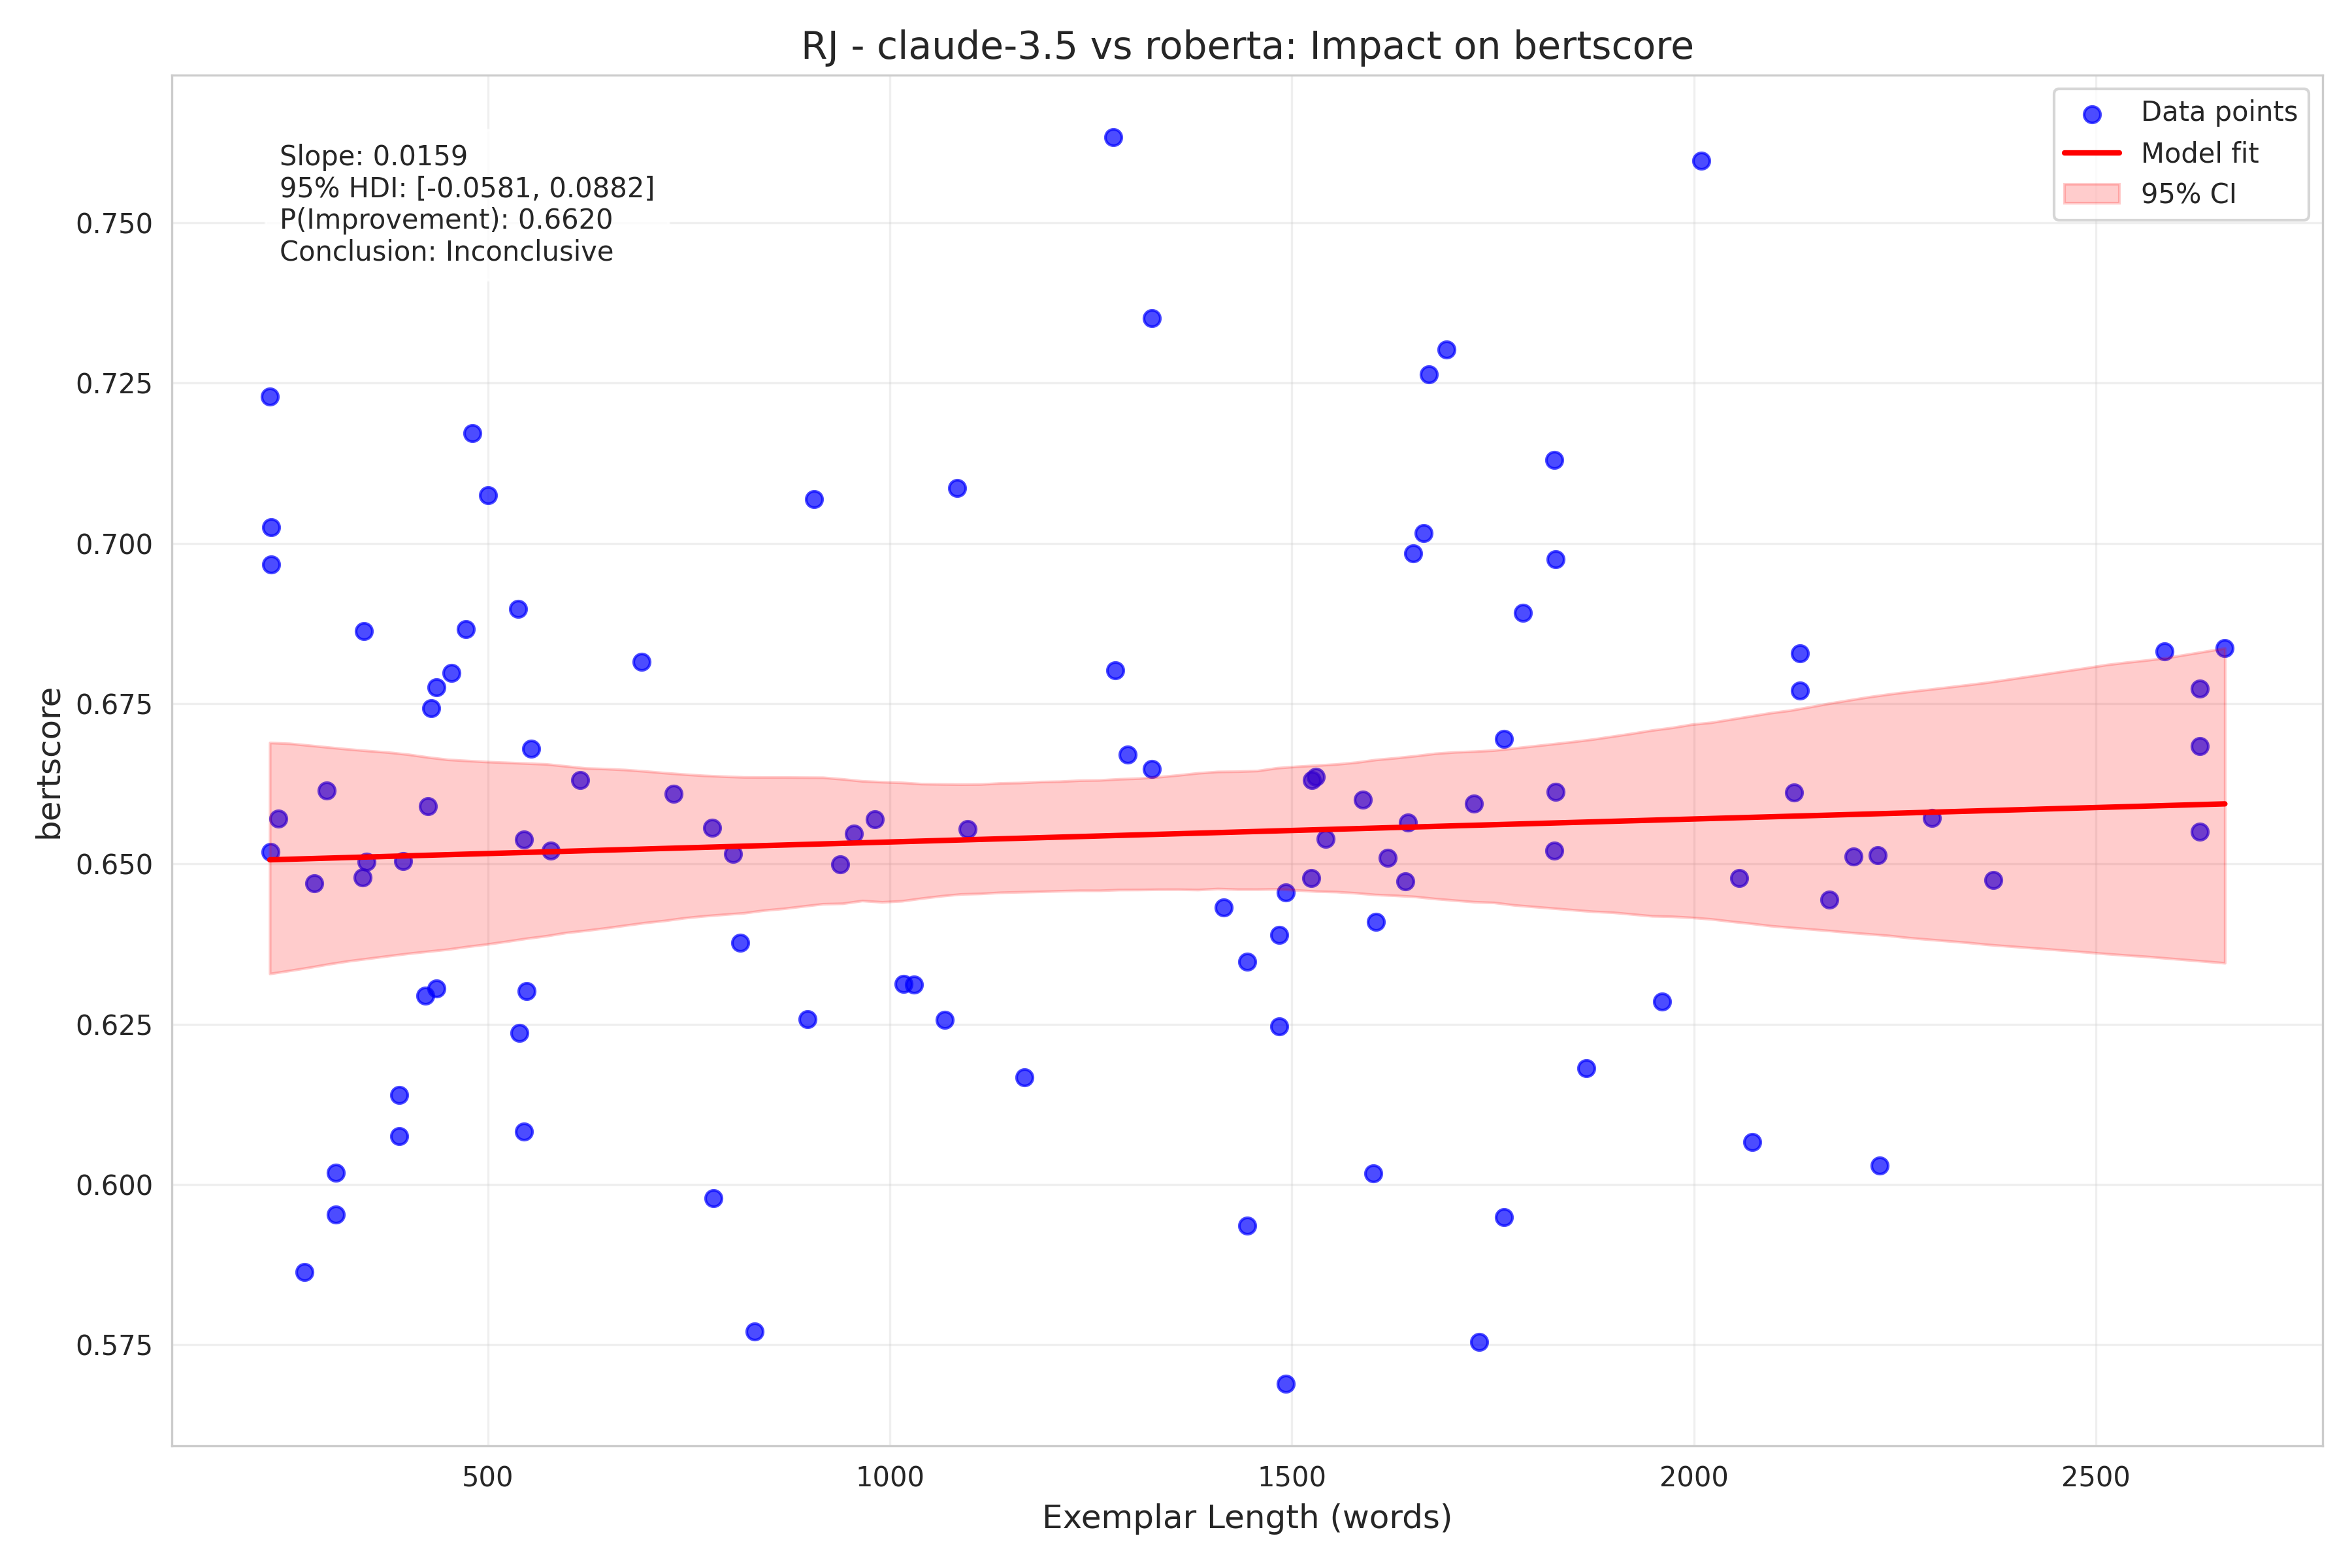 RJ - claude-3.5 vs roberta: Impact on bertscore
Slope: 0.0159
95% HDI: [-0.0581, 0.0882]
P(Improvement): 0.6620
Conclusion: Inconclusive
Data points
Model fit
95% CI
bertscore
0.750
0.725
0.700
0.675
0.650
0.625
0.600
0.575
500
1000
1500
2000
2500
Exemplar Length (words)